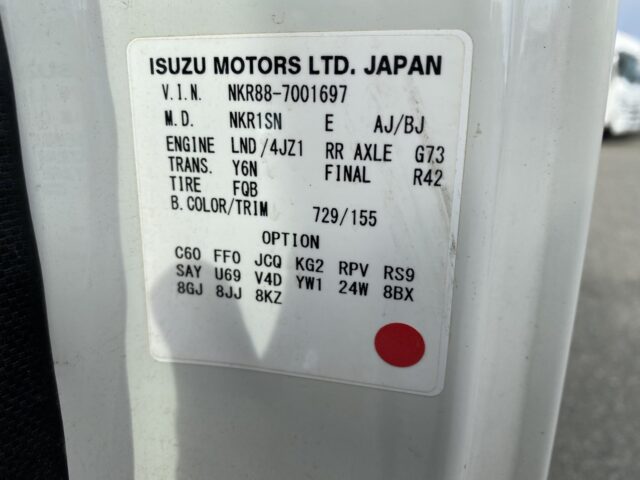 ISUZU MOTORS LTD. JAPAN
V.I.N. NKR88-7001697
M.D. NKR1SN E AJ/BJ
ENGINE LND/4JZ1 RR AXLE G73
TRANS. Y6N FINAL R42
TIRE FQB
B.COLOR/TRIM 729/155
OPTION
C60 FF0 JCQ KG2 RPV RS9
SAY U69 V4D YW1 24W 8BX
8GJ 8JJ 8KZ